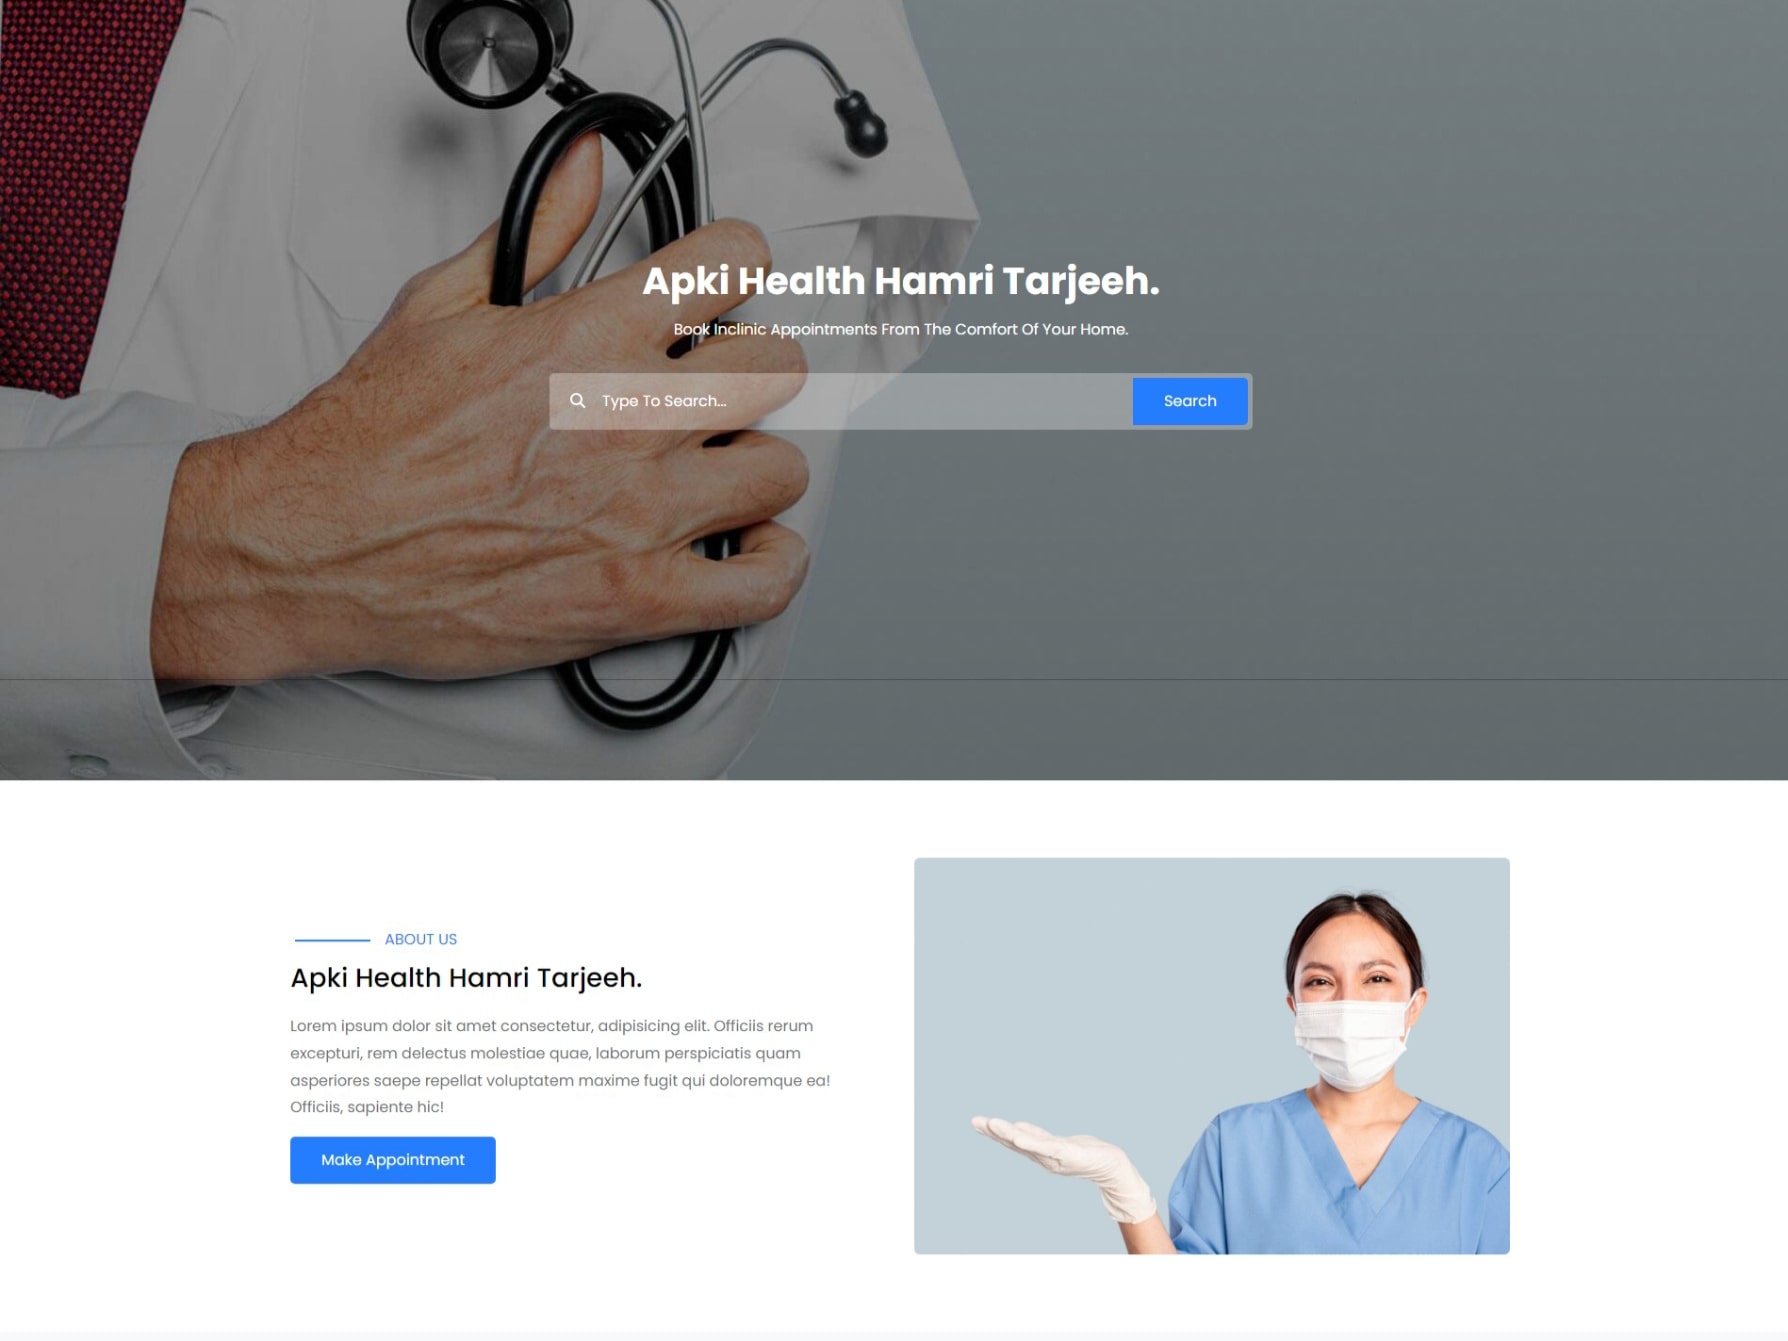 Apki Health Hamri Tarjeeh.
Book Inclinic Appointments From The Comfort Of Your Home.
Type To Search...
Search
ABOUT US
Apki Health Hamri Tarjeeh.
Lorem ipsum dolor sit amet consectetur, adipisicing elit. Officiis rerum
excepturi, rem delectus molestiae quae, laborum perspiciatis quam
asperiores saepe repellat voluptatem maxime fugit qui doloremque ea!
Officiis, sapiente hic!
Make Appointment